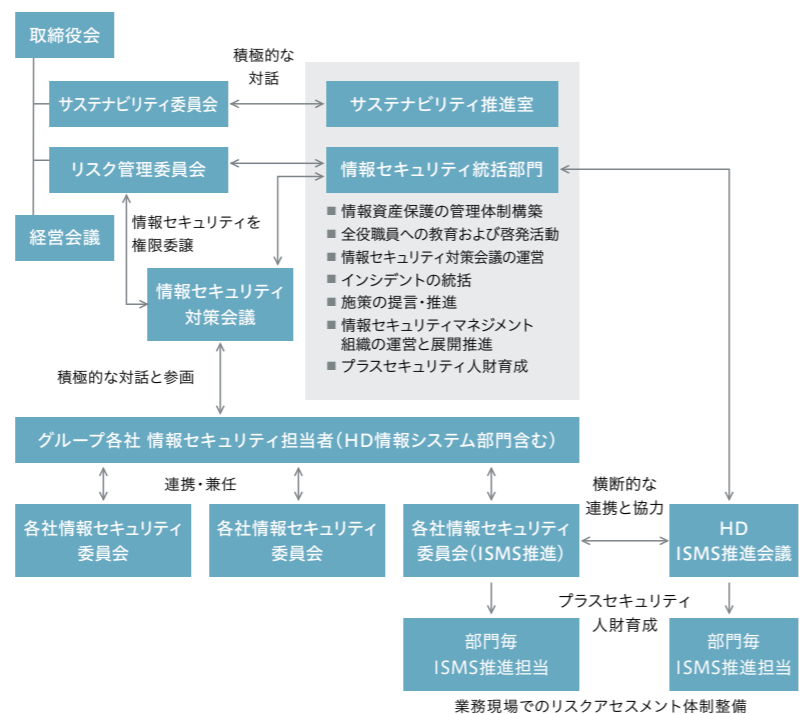 取締役会
積極的な
対話
サステナビリティ委員会
サステナビリティ推進室
リスク管理委員会
情報セキュリティ統括部門
経営会議
情報セキュリティを
権限委譲
■ 情報資産保護の管理体制構築
■ 全役職員への教育および啓発活動
■ 情報セキュリティ対策会議の運営
■ インシデントの統括
■ 施策の提言・推進
■ 情報セキュリティマネジメント
組織の運営と展開推進
■ プラスセキュリティ人財育成
情報セキュリティ
対策会議
積極的な対話と参画
グループ各社 情報セキュリティ担当者（HD情報システム部門含む）
連携・兼任
横断的な
連携と協力
各社情報セキュリティ
委員会
各社情報セキュリティ
委員会
各社情報セキュリティ
委員会（ISMS推進）
HD
ISMS推進会議
プラスセキュリティ
人財育成
部門毎
ISMS推進担当
部門毎
ISMS推進担当
業務現場でのリスクアセスメント体制整備